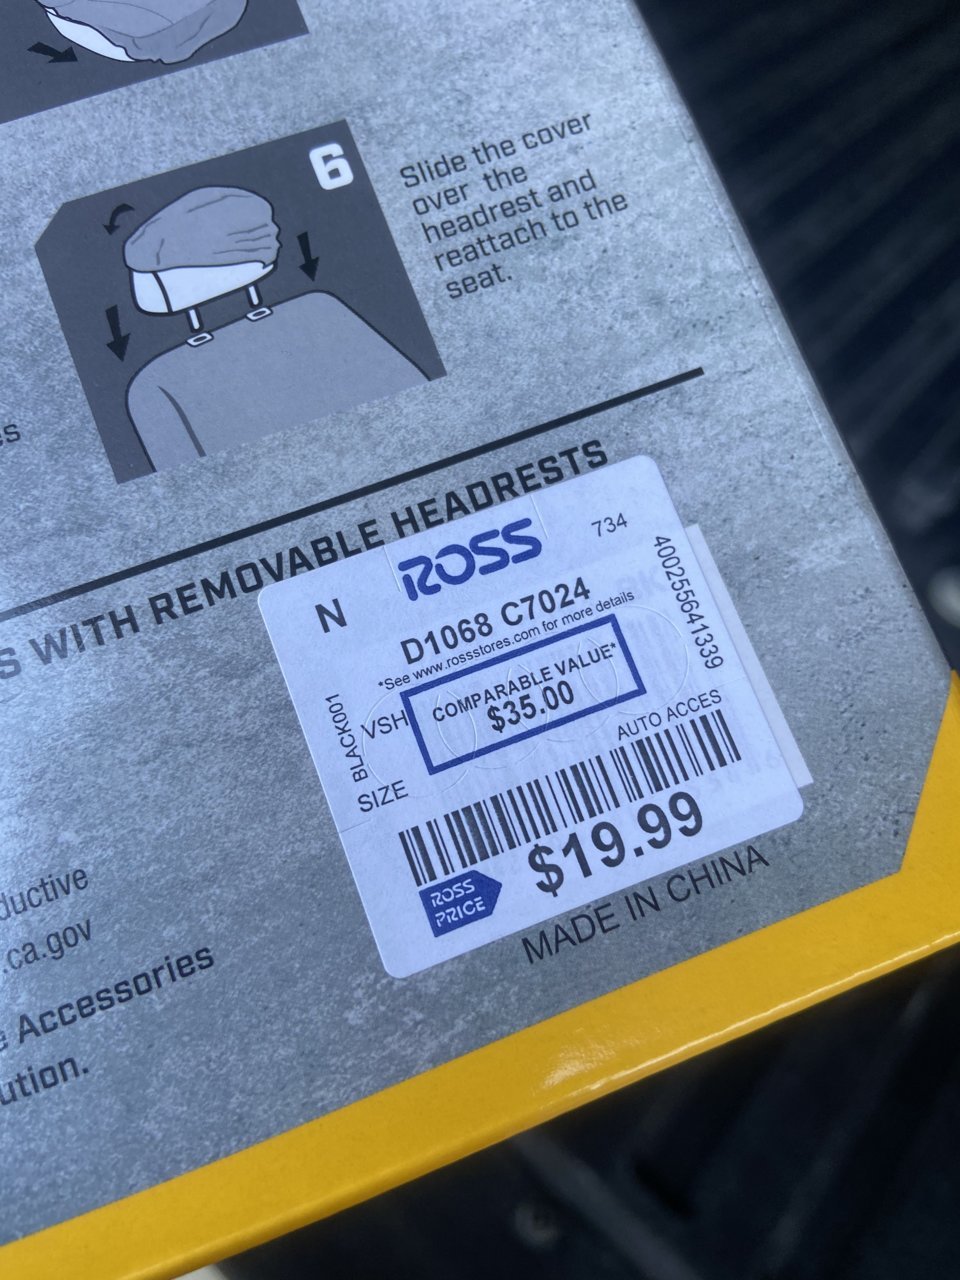 6
Slide the cover
over the
headrest and
reattach to the
seat.
es
S WITH REMOVABLE HEADRESTS
ROSS
734
N
D1068 C7024
*See www.rossstores.com for more details
400255641339
COMPARABLE VALUE*
$35.00
VSH
BLACK001
SIZE
AUTO ACCES
$19.99
ROSS
PRICE
MADE IN CHINA
ductive
.ca.gov
e Accessories
ution.